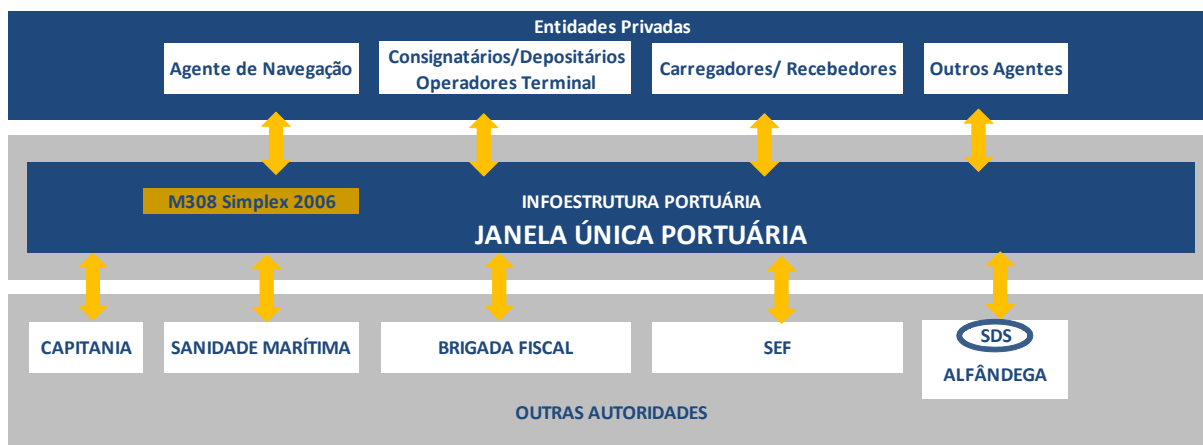 Entidades Privadas
Agente de Navegação
Consignatários/Depositários
Operadores Terminal
Carregadores/ Recebedores
Outros Agentes
M308 Simplex 2006
INFOESTRUTURA PORTUÁRIA
JANELA ÚNICA PORTUÁRIA
CAPITANIA
SANIDADE MARÍTIMA
BRIGADA FISCAL
SEF
SDS
ALFÂNDEGA
OUTRAS AUTORIDADES